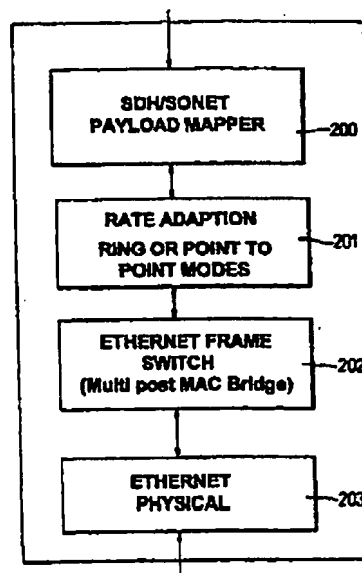 SDH/SONET
PAYLOAD MAPPER
200
RATE ADAPTION
RING OR POINT TO
POINT MODES
201
ETHERNET FRAME
SWITCH
(Multi post MAC Bridge)
202
ETHERNET
PHYSICAL
203